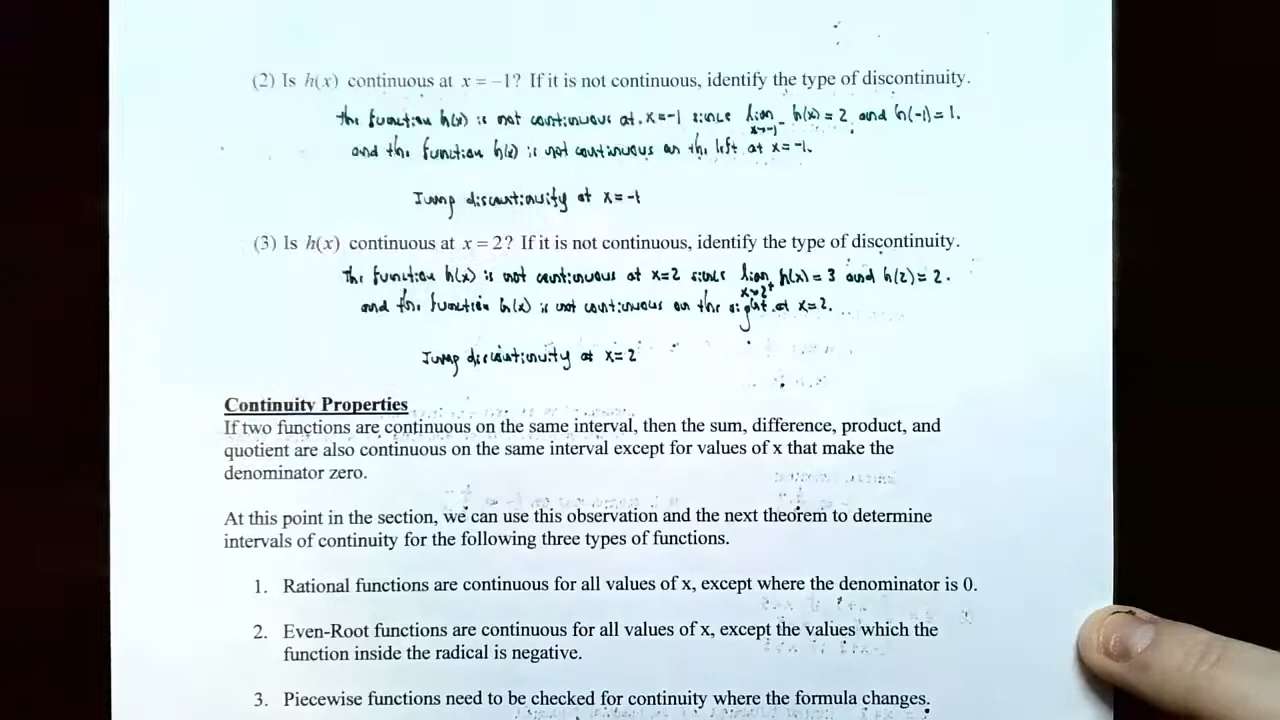 (2) Is h(x) continuous at x = −1? If it is not continuous, identify the type of discontinuity.
The function h(x) is not continuous at x=-1 since lim h(x) = 2 and h(-1)=1.
x→-1⁻
and the function h(x) is not continuous on the left at x=-1.
Jump discontinuity at x=-1
(3) Is h(x) continuous at x = 2? If it is not continuous, identify the type of discontinuity.
The function h(x) is not continuous at x=2 since lim h(x) = 3 and h(2)=2.
x→2⁺
and the function h(x) is not continuous on the right at x=2.
Jump discontinuity at x=2
Continuity Properties
If two functions are continuous on the same interval, then the sum, difference, product, and
quotient are also continuous on the same interval except for values of x that make the
denominator zero.
At this point in the section, we can use this observation and the next theorem to determine
intervals of continuity for the following three types of functions.
1. Rational functions are continuous for all values of x, except where the denominator is 0.
2. Even-Root functions are continuous for all values of x, except the values which the
function inside the radical is negative.
3. Piecewise functions need to be checked for continuity where the formula changes.